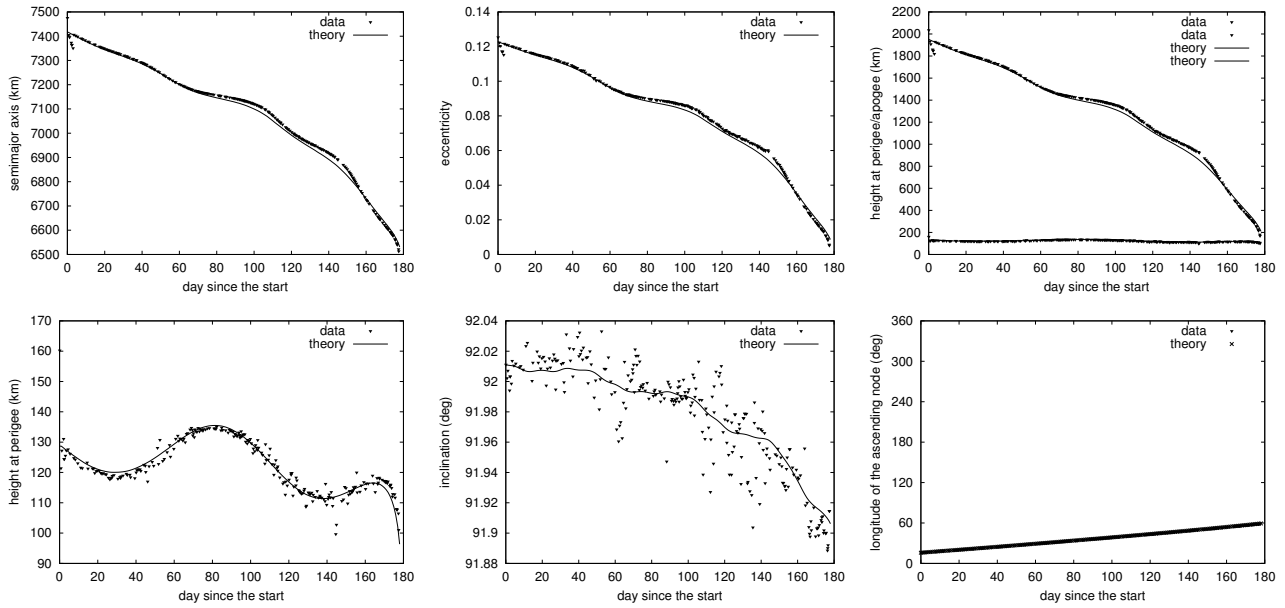 7500
7400
7300
7200
7100
7000
6900
6800
6700
6600
6500
0 20 40 60 80 100 120 140 160 180
semimajor axis (km)
day since the start
data
theory
0.14
0.12
0.1
0.08
0.06
0.04
0.02
0
0 20 40 60 80 100 120 140 160 180
eccentricity
day since the start
data
theory
2200
2000
1800
1600
1400
1200
1000
800
600
400
200
0
0 20 40 60 80 100 120 140 160 180
height at perigee/apogee (km)
day since the start
data
data
theory
theory
170
160
150
140
130
120
110
100
90
0 20 40 60 80 100 120 140 160 180
height at perigee (km)
day since the start
data
theory
92.04
92.02
92
91.98
91.96
91.94
91.92
91.9
91.88
0 20 40 60 80 100 120 140 160 180
inclination (deg)
day since the start
data
theory
360
300
240
180
120
60
0
0 20 40 60 80 100 120 140 160 180
longitude of the ascending node (deg)
day since the start
data
theory